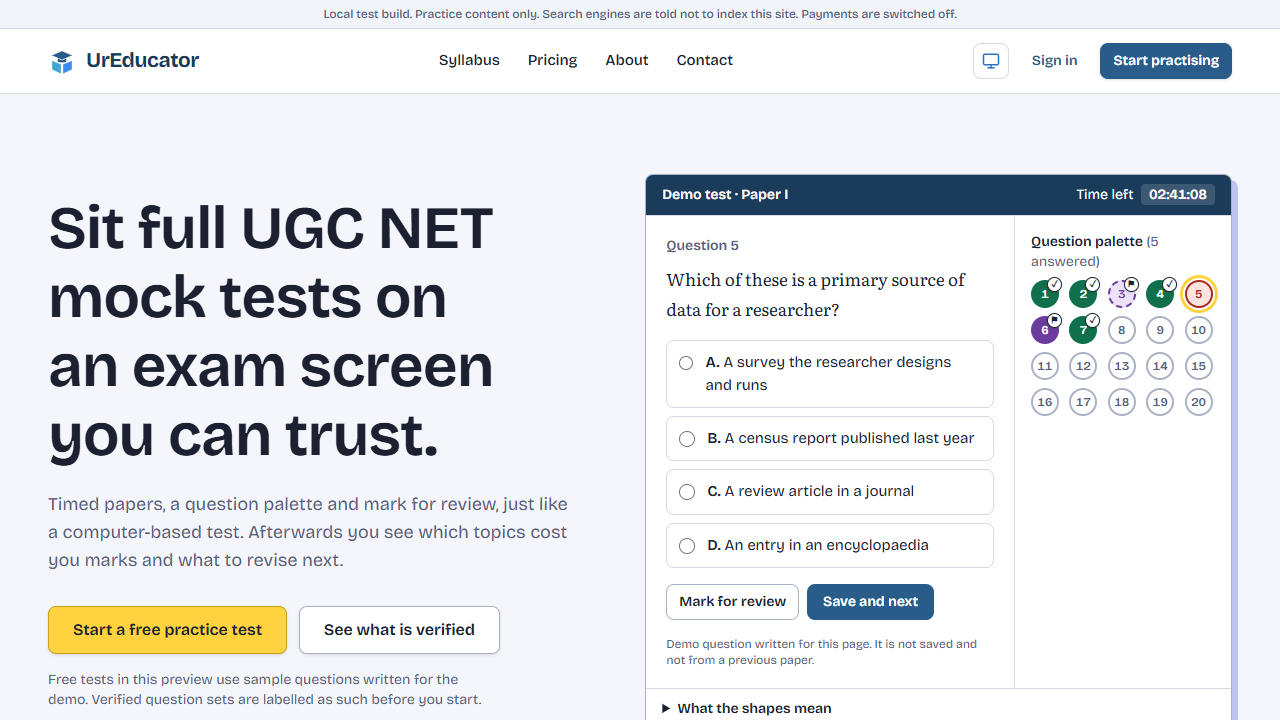 Local test build. Practice content only. Search engines are told not to index this site. Payments are switched off.
UrEducator
Syllabus
Pricing
About
Contact
Sign in
Start practising
Sit full UGC NET
mock tests on
an exam screen
you can trust.
Timed papers, a question palette and mark for review, just like
a computer-based test. Afterwards you see which topics cost
you marks and what to revise next.
Start a free practice test
See what is verified
Free tests in this preview use sample questions written for the
demo. Verified question sets are labelled as such before you start.
Demo test · Paper I
Time left 02:41:08
Question 5
Which of these is a primary source of
data for a researcher?
A. A survey the researcher designs
and runs
B. A census report published last year
C. A review article in a journal
D. An entry in an encyclopaedia
Mark for review
Save and next
Demo question written for this page. It is not saved and
not from a previous paper.
Question palette (5
answered)
1 2 3 4 5
6 7 8 9 10
11 12 13 14 15
16 17 18 19 20
What the shapes mean